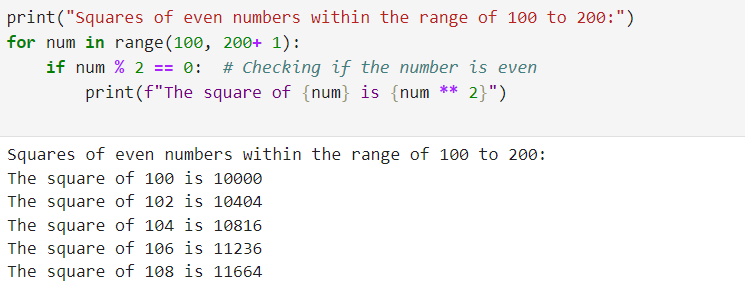 print("Squares of even numbers within the range of 100 to 200:")
for num in range(100, 200+ 1):
    if num % 2 == 0:  # Checking if the number is even
        print(f"The square of {num} is {num ** 2}")
Squares of even numbers within the range of 100 to 200:
The square of 100 is 10000
The square of 102 is 10404
The square of 104 is 10816
The square of 106 is 11236
The square of 108 is 11664